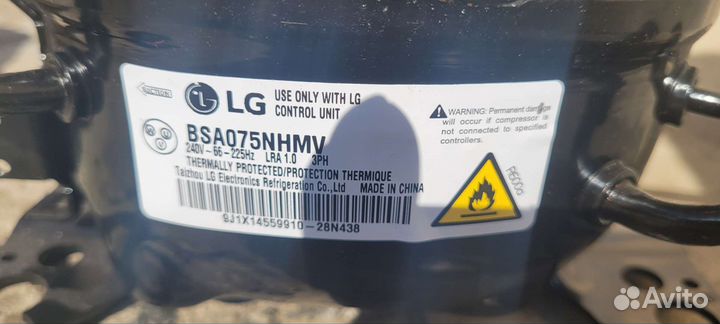 SUCTION
LG
USE ONLY WITH LG
CONTROL UNIT
BSA075NHMV
240V~66-225Hz LRA 1.0 3PH
THERMALLY PROTECTED/PROTECTION THERMIQUE
Taizhou LG Electronics Refrigeration Co.,Ltd MADE IN CHINA
9J1X14559910-28N438
WARNING: Permanent damage
will occur if compressor is
not connected to specified
controllers.
R600a
Avito